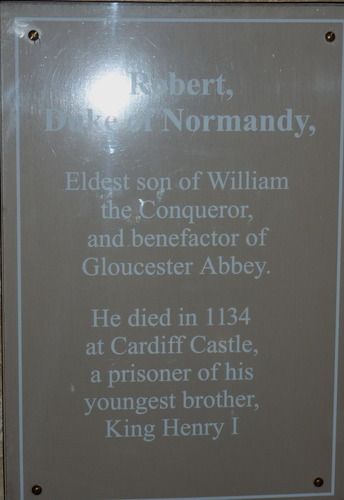 Robert,
Duke of Normandy,
Eldest son of William
the Conqueror,
and benefactor of
Gloucester Abbey.
He died in 1134
at Cardiff Castle,
a prisoner of his
youngest brother,
King Henry I